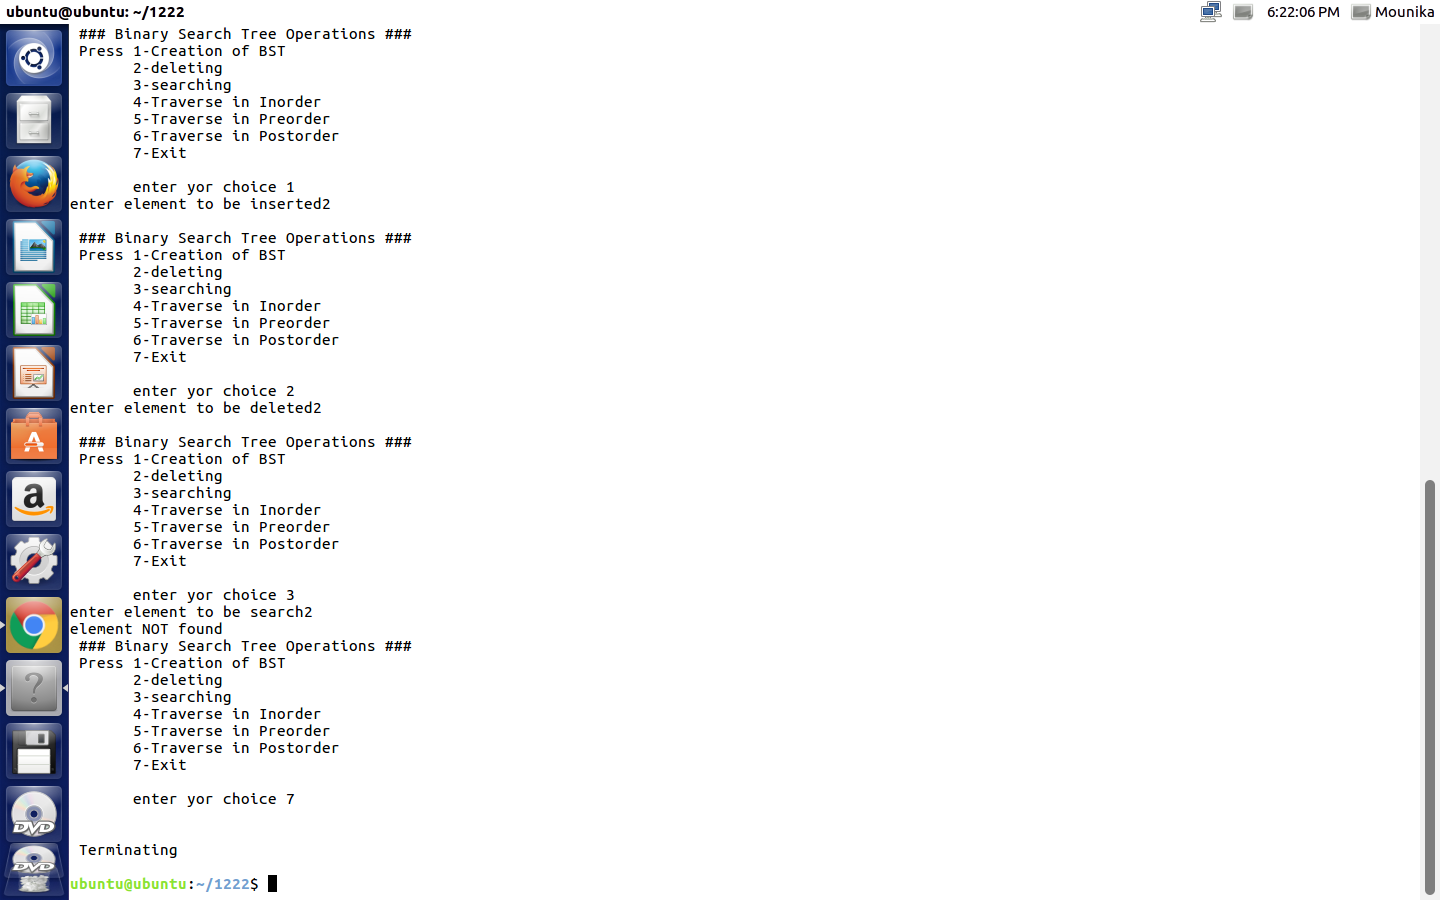 ubuntu@ubuntu: ~/1222
6:22:06 PM Mounika
### Binary Search Tree Operations ###
Press 1-Creation of BST
2-deleting
3-searching
4-Traverse in Inorder
5-Traverse in Preorder
6-Traverse in Postorder
7-Exit
enter yor choice 1
enter element to be inserted2
### Binary Search Tree Operations ###
Press 1-Creation of BST
2-deleting
3-searching
4-Traverse in Inorder
5-Traverse in Preorder
6-Traverse in Postorder
7-Exit
enter yor choice 2
enter element to be deleted2
### Binary Search Tree Operations ###
Press 1-Creation of BST
2-deleting
3-searching
4-Traverse in Inorder
5-Traverse in Preorder
6-Traverse in Postorder
7-Exit
enter yor choice 3
enter element to be search2
element NOT found
### Binary Search Tree Operations ###
Press 1-Creation of BST
2-deleting
3-searching
4-Traverse in Inorder
5-Traverse in Preorder
6-Traverse in Postorder
7-Exit
enter yor choice 7
Terminating
ubuntu@ubuntu:~/1222$
A
a
?
DVD
DVD